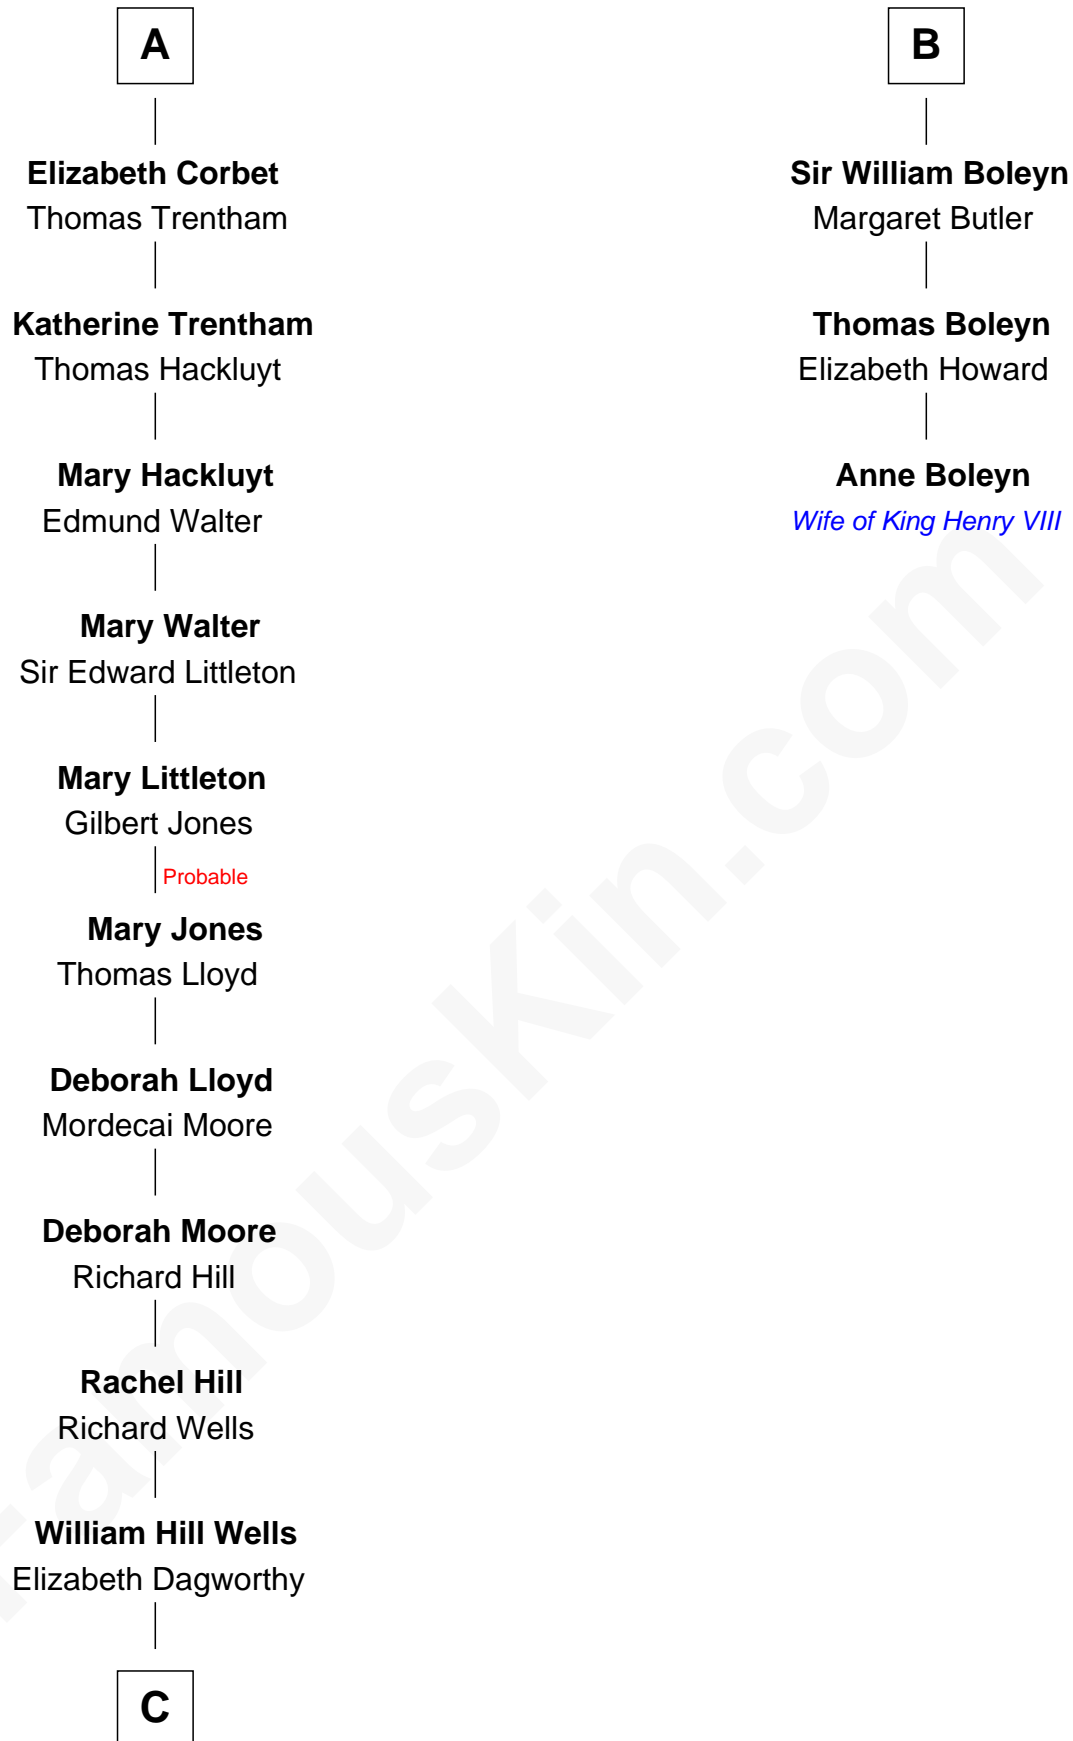 A
Elizabeth Corbet
Thomas Trentham
Katherine Trentham
Thomas Hackluyt
Mary Hackluyt
Edmund Walter
Mary Walter
Sir Edward Littleton
Mary Littleton
Gilbert Jones
Probable
Mary Jones
Thomas Lloyd
Deborah Lloyd
Mordecai Moore
Deborah Moore
Richard Hill
Rachel Hill
Richard Wells
William Hill Wells
Elizabeth Dagworthy
C
B
Sir William Boleyn
Margaret Butler
Thomas Boleyn
Elizabeth Howard
Anne Boleyn
Wife of King Henry VIII
FamousKin.com